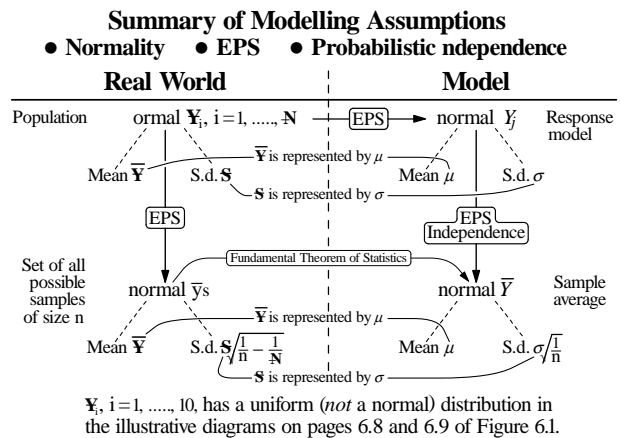 Summary of Modelling Assumptions
● Normality ● EPS ● Probabilistic ndependence
Real World Model
Population ormal Y̶ᵢ, i = 1, ....., N̶ EPS normal Yⱼ Response model
Y̶̅ is represented by μ
Mean Y̶̅ S.d. S̶ Mean μ S.d. σ
S̶ is represented by σ
EPS EPS Independence
Set of all possible samples of size n
Fundamental Theorem of Statistics
normal y̅s normal Y̅ Sample average
Y̶̅ is represented by μ
Mean Y̶̅ S.d. S̶√(1/n − 1/N̶) Mean μ S.d. σ√(1/n)
S̶ is represented by σ
Y̶ᵢ, i = 1, ....., 10, has a uniform (not a normal) distribution in
the illustrative diagrams on pages 6.8 and 6.9 of Figure 6.1.